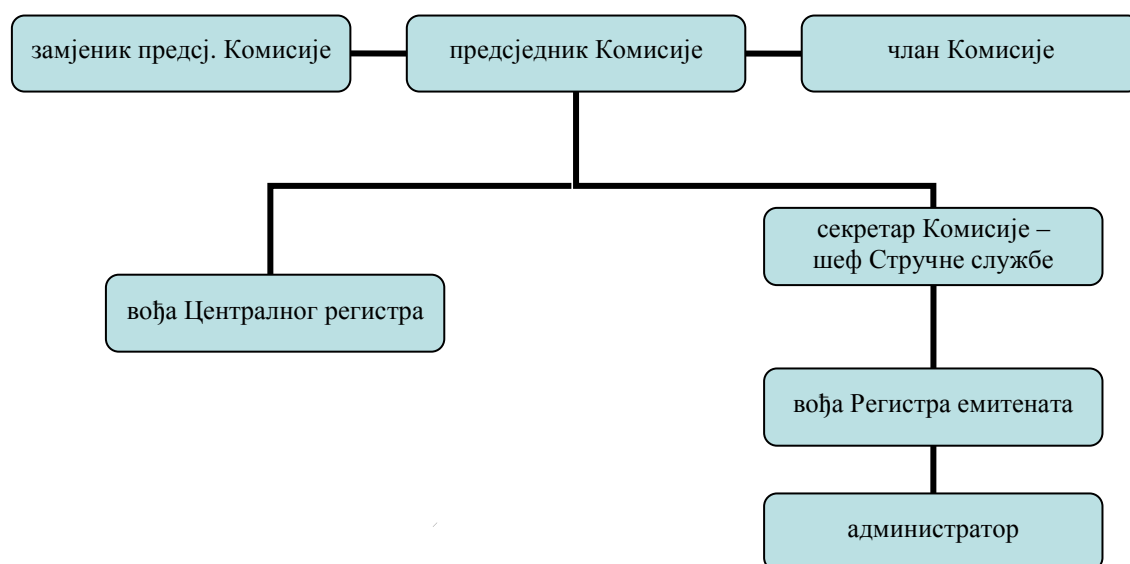 замјеник предсј. Комисије
предсједник Комисије
члан Комисије
секретар Комисије –
шеф Стручне службе
вођа Централног регистра
вођа Регистра емитената
администратор